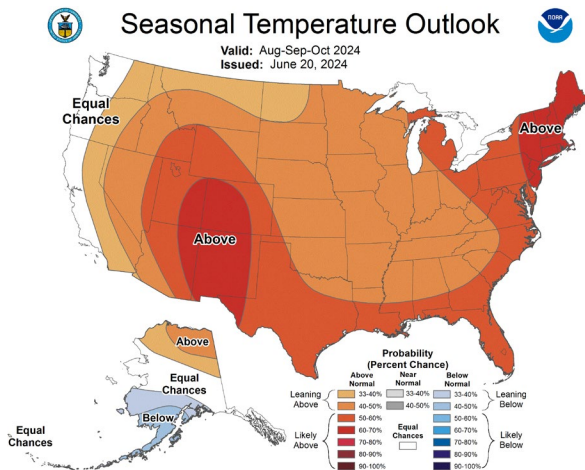 Seasonal Temperature Outlook
NOAA
Valid: Aug-Sep-Oct 2024
Issued: June 20, 2024
Equal
Chances
Above
Above
Above
Equal
Chances
Below
Equal
Chances
Probability
(Percent Chance)
Above
Normal
Near
Normal
Below
Normal
Leaning
Above
33-40%
40-50%
33-40%
40-50%
33-40%
40-50%
Leaning
Below
Likely
Above
50-60%
60-70%
70-80%
80-90%
90-100%
Equal
Chances
50-60%
60-70%
70-80%
80-90%
90-100%
Likely
Below